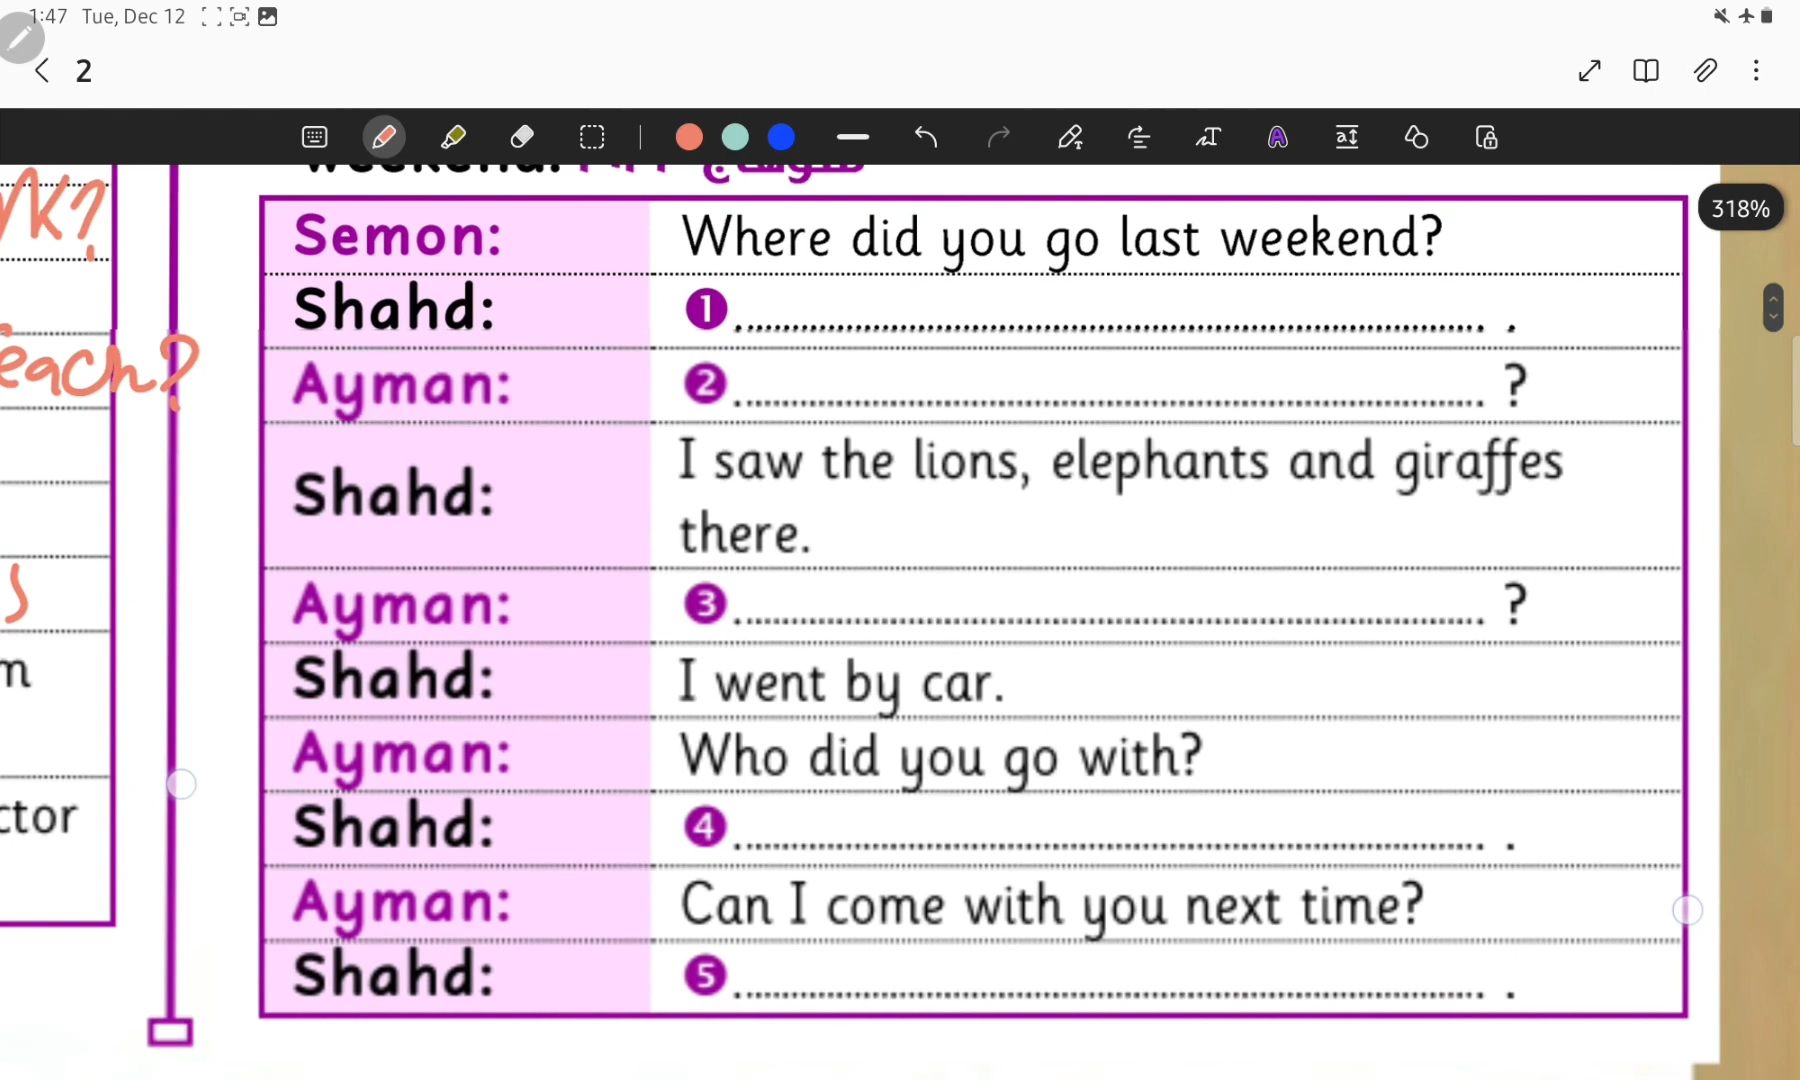 1:47 Tue, Dec 12
2
318%
Semon: Where did you go last weekend?
Shahd: 1 .
Ayman: 2 ?
Shahd: I saw the lions, elephants and giraffes
there.
Ayman: 3 ?
Shahd: I went by car.
Ayman: Who did you go with?
Shahd: 4 .
Ayman: Can I come with you next time?
Shahd: 5 .
each?
m
ctor